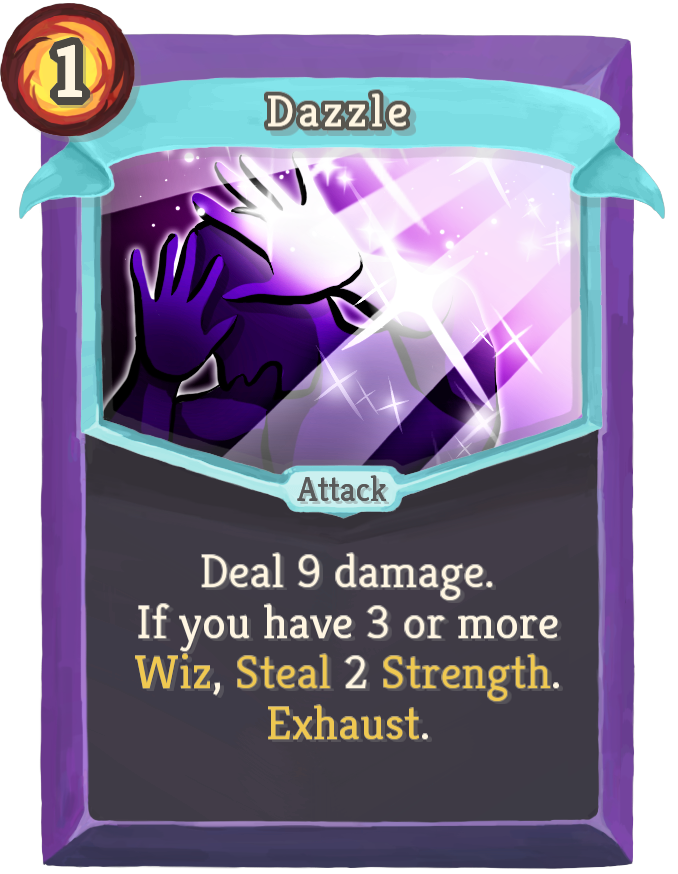 1
Dazzle
Attack
Deal 9 damage.
If you have 3 or more
Wiz, Steal 2 Strength.
Exhaust.